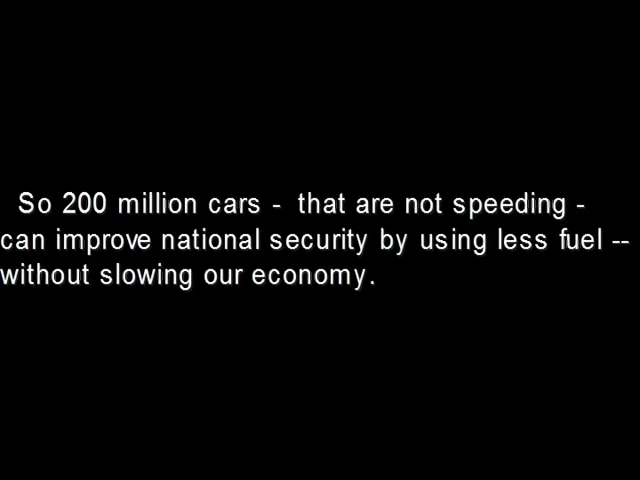 So 200 million cars - that are not speeding -
can improve national security by using less fuel --
without slowing our economy.